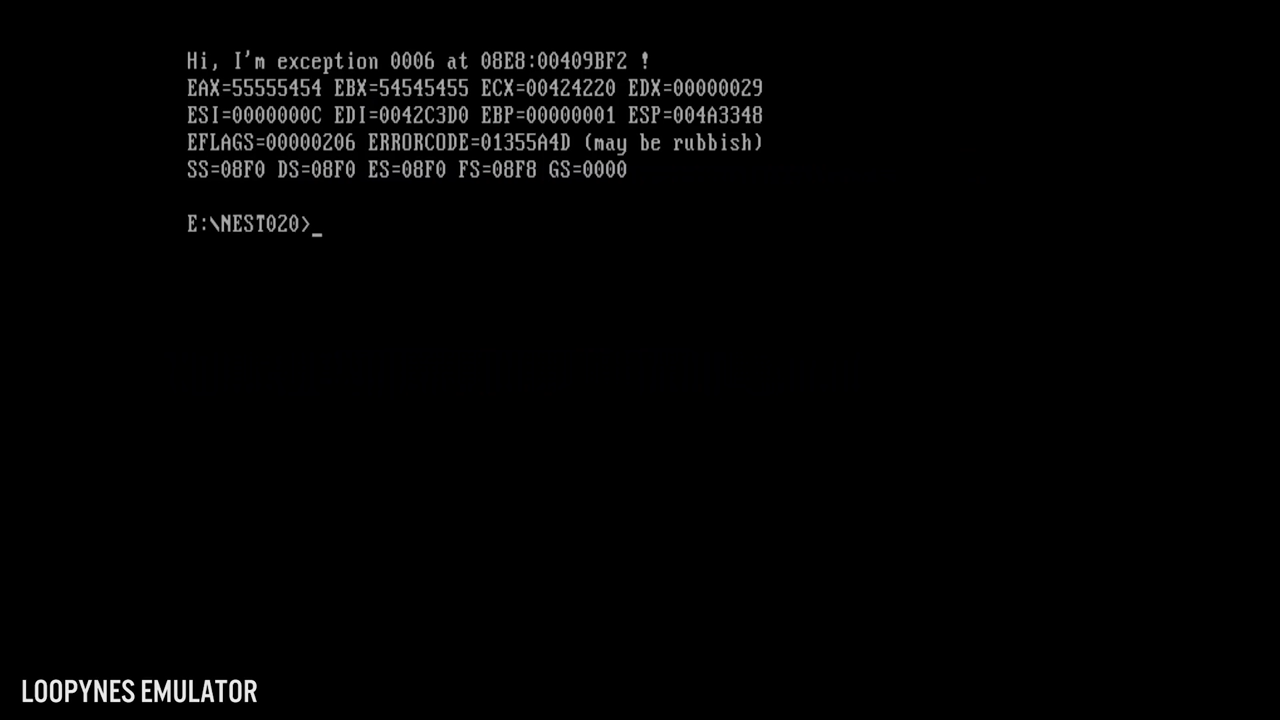 Hi, I'm exception 0006 at 08E8:00409BF2 !
EAX=55555454 EBX=54545455 ECX=00424220 EDX=00000029
ESI=0000000C EDI=0042C3D0 EBP=00000001 ESP=004A3348
EFLAGS=00000206 ERRORCODE=01355A4D (may be rubbish)
SS=08F0 DS=08F0 ES=08F0 FS=08F8 GS=0000
E:\NEST020>_
LOOPYNES EMULATOR